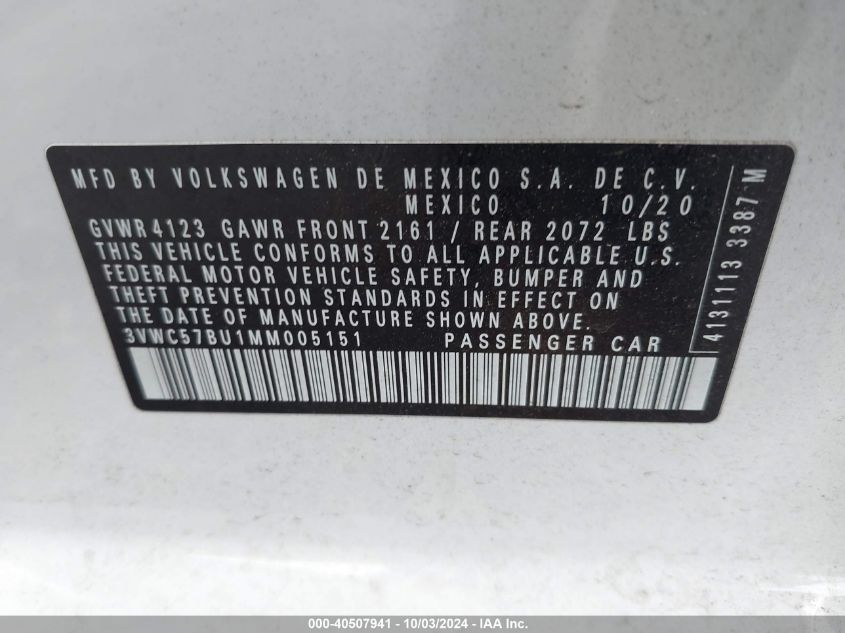 MFD BY VOLKSWAGEN DE MEXICO S.A. DE C.V.
MEXICO 10/20
GVWR 4123 GAWR FRONT 2161 / REAR 2072 LBS
THIS VEHICLE CONFORMS TO ALL APPLICABLE U.S.
FEDERAL MOTOR VEHICLE SAFETY, BUMPER AND
THEFT PREVENTION STANDARDS IN EFFECT ON
THE DATE OF MANUFACTURE SHOWN ABOVE.
3VWC57BU1MM005151 PASSENGER CAR
4131113 3387 M
000-40507941 - 10/03/2024 - IAA Inc.